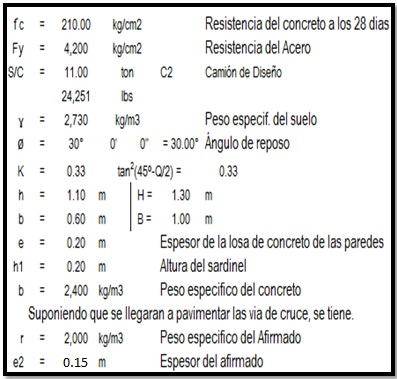 f c = 210.00 kg/cm2 Resistencia del concreto a los 28 dias
Fy = 4,200 kg/cm2 Resistencia del Acero
S/C = 11.00 ton C2 Camión de Diseño
24,251 lbs
γ = 2,730 kg/m3 Peso especif. del suelo
ø = 30° 0' 0" = 30.00° Ángulo de reposo
K = 0.33 tan²(45º-Q/2) = 0.33
h = 1.10 m H = 1.30 m
b = 0.60 m B = 1.00 m
e = 0.20 m Espesor de la losa de concreto de las paredes
h1 = 0.20 m Altura del sardinel
b = 2,400 kg/m3 Peso especifico del concreto
Suponiendo que se llegaran a pavimentar las via de cruce, se tiene.
r = 2,000 kg/m3 Peso especifico del Afirmado
e2 = 0.15 m Espesor del afirmado